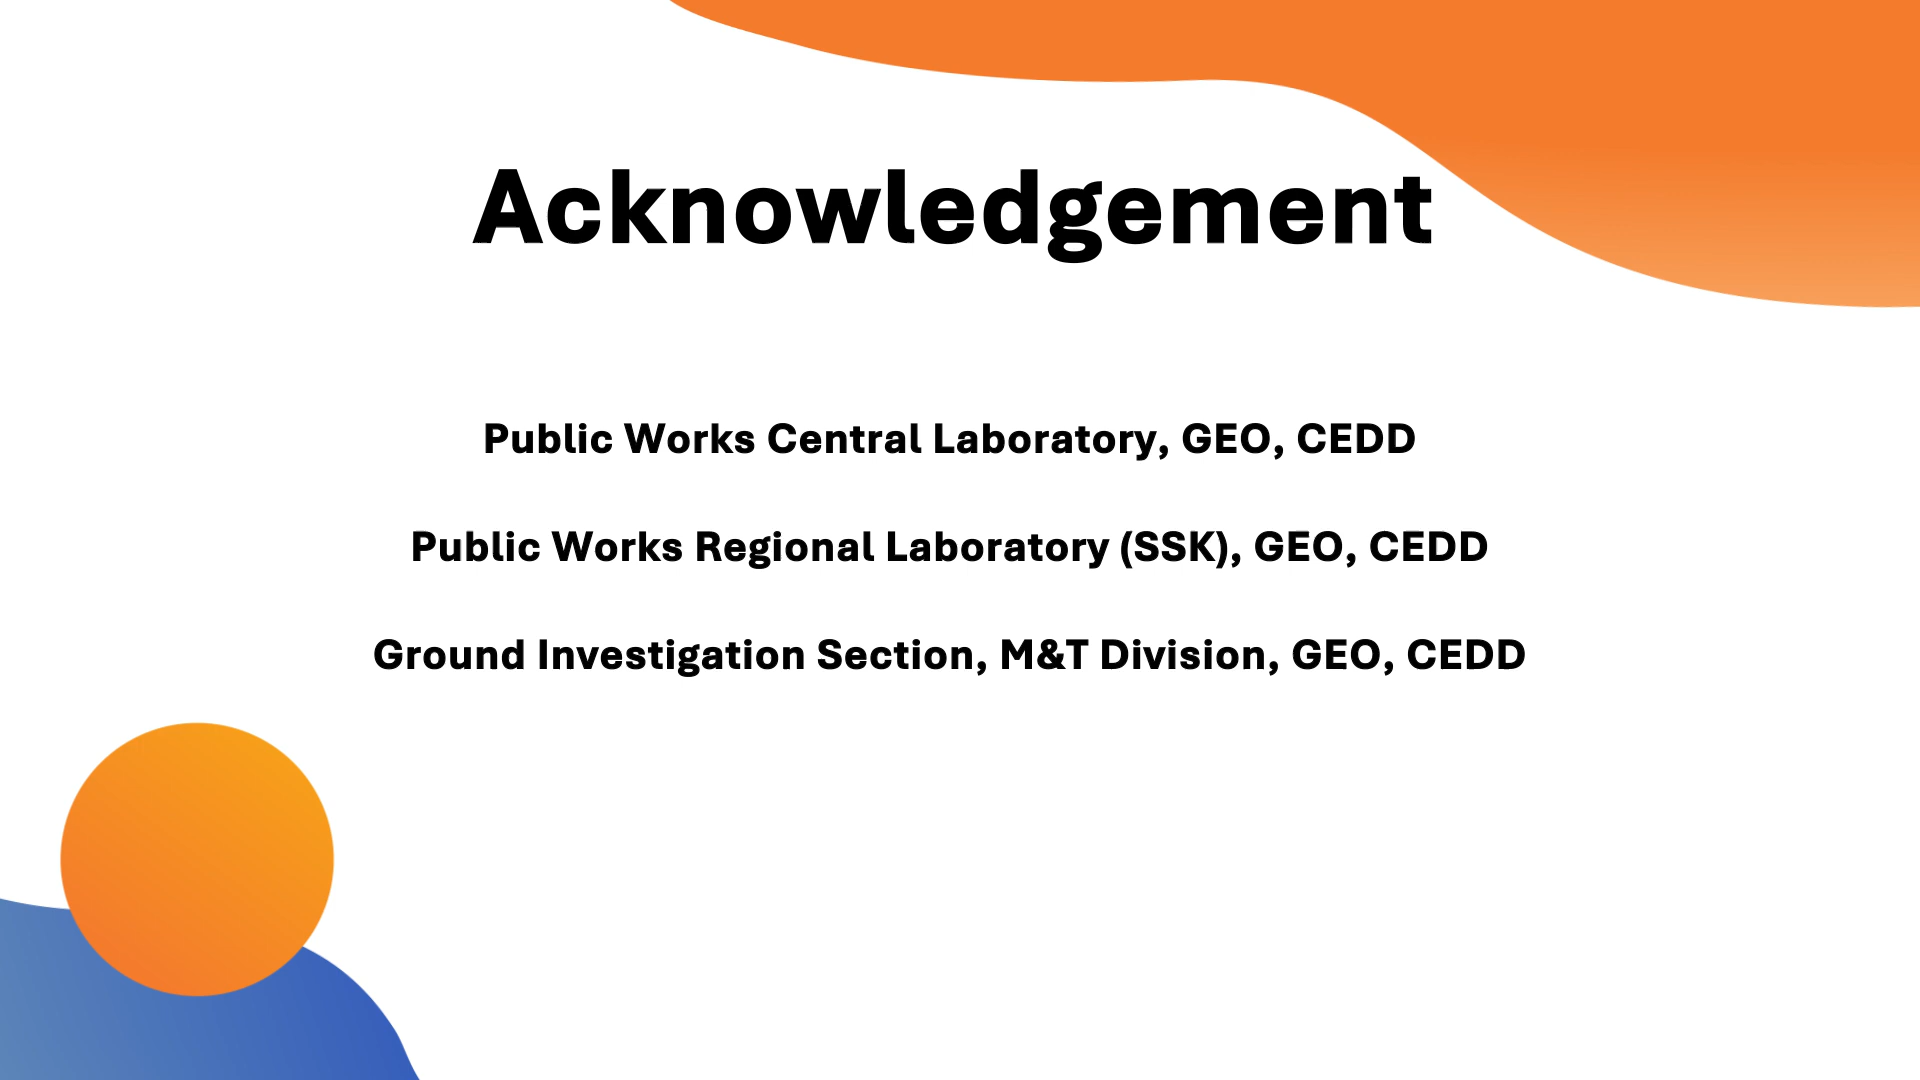 Acknowledgement
Public Works Central Laboratory, GEO, CEDD
Public Works Regional Laboratory (SSK), GEO, CEDD
Ground Investigation Section, M&T Division, GEO, CEDD